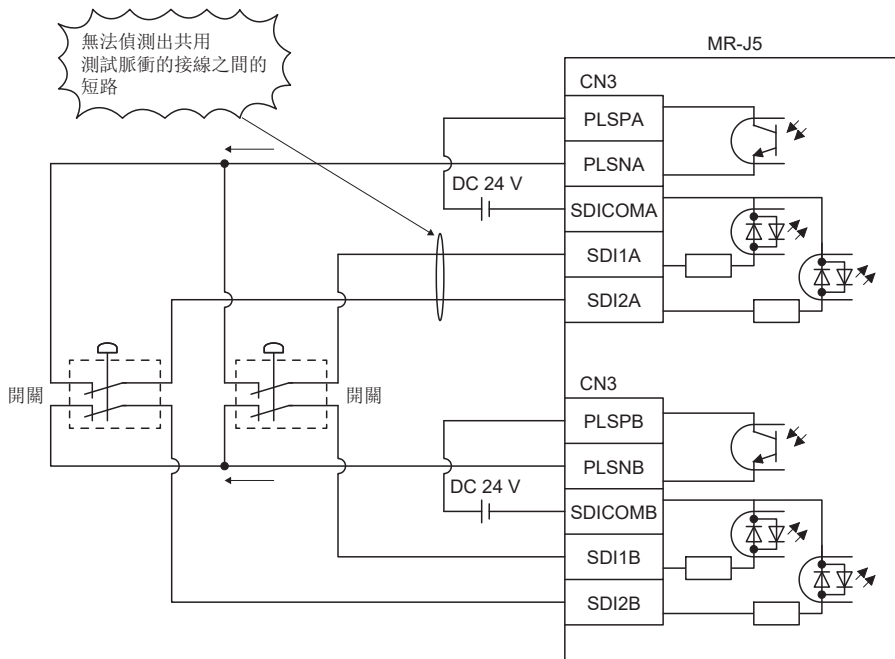 無法偵測出共用
測試脈衝的接線之間的
短路
MR-J5
CN3
PLSPA
PLSNA
DC 24 V
SDICOMA
SDI1A
SDI2A
開關
開關
CN3
PLSPB
PLSNB
DC 24 V
SDICOMB
SDI1B
SDI2B